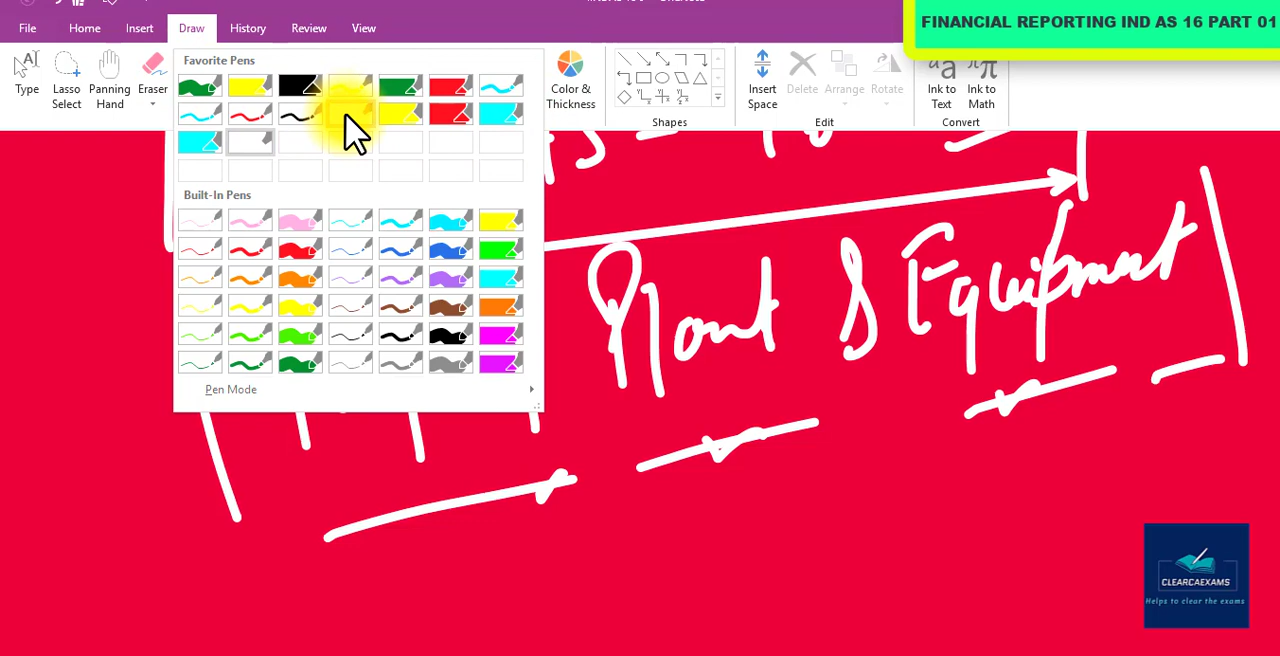 FINANCIAL REPORTING IND AS 16 PART 01
File Home Insert Draw History Review View
Type
Lasso Select
Panning Hand
Eraser
Favorite Pens
Built-In Pens
Pen Mode
Color & Thickness
Shapes
Insert Space
Delete
Arrange
Rotate
Edit
Ink to Text
Ink to Math
Convert
Plant & Equipment
CLEARCAEXAMS
Helps to clear the exams